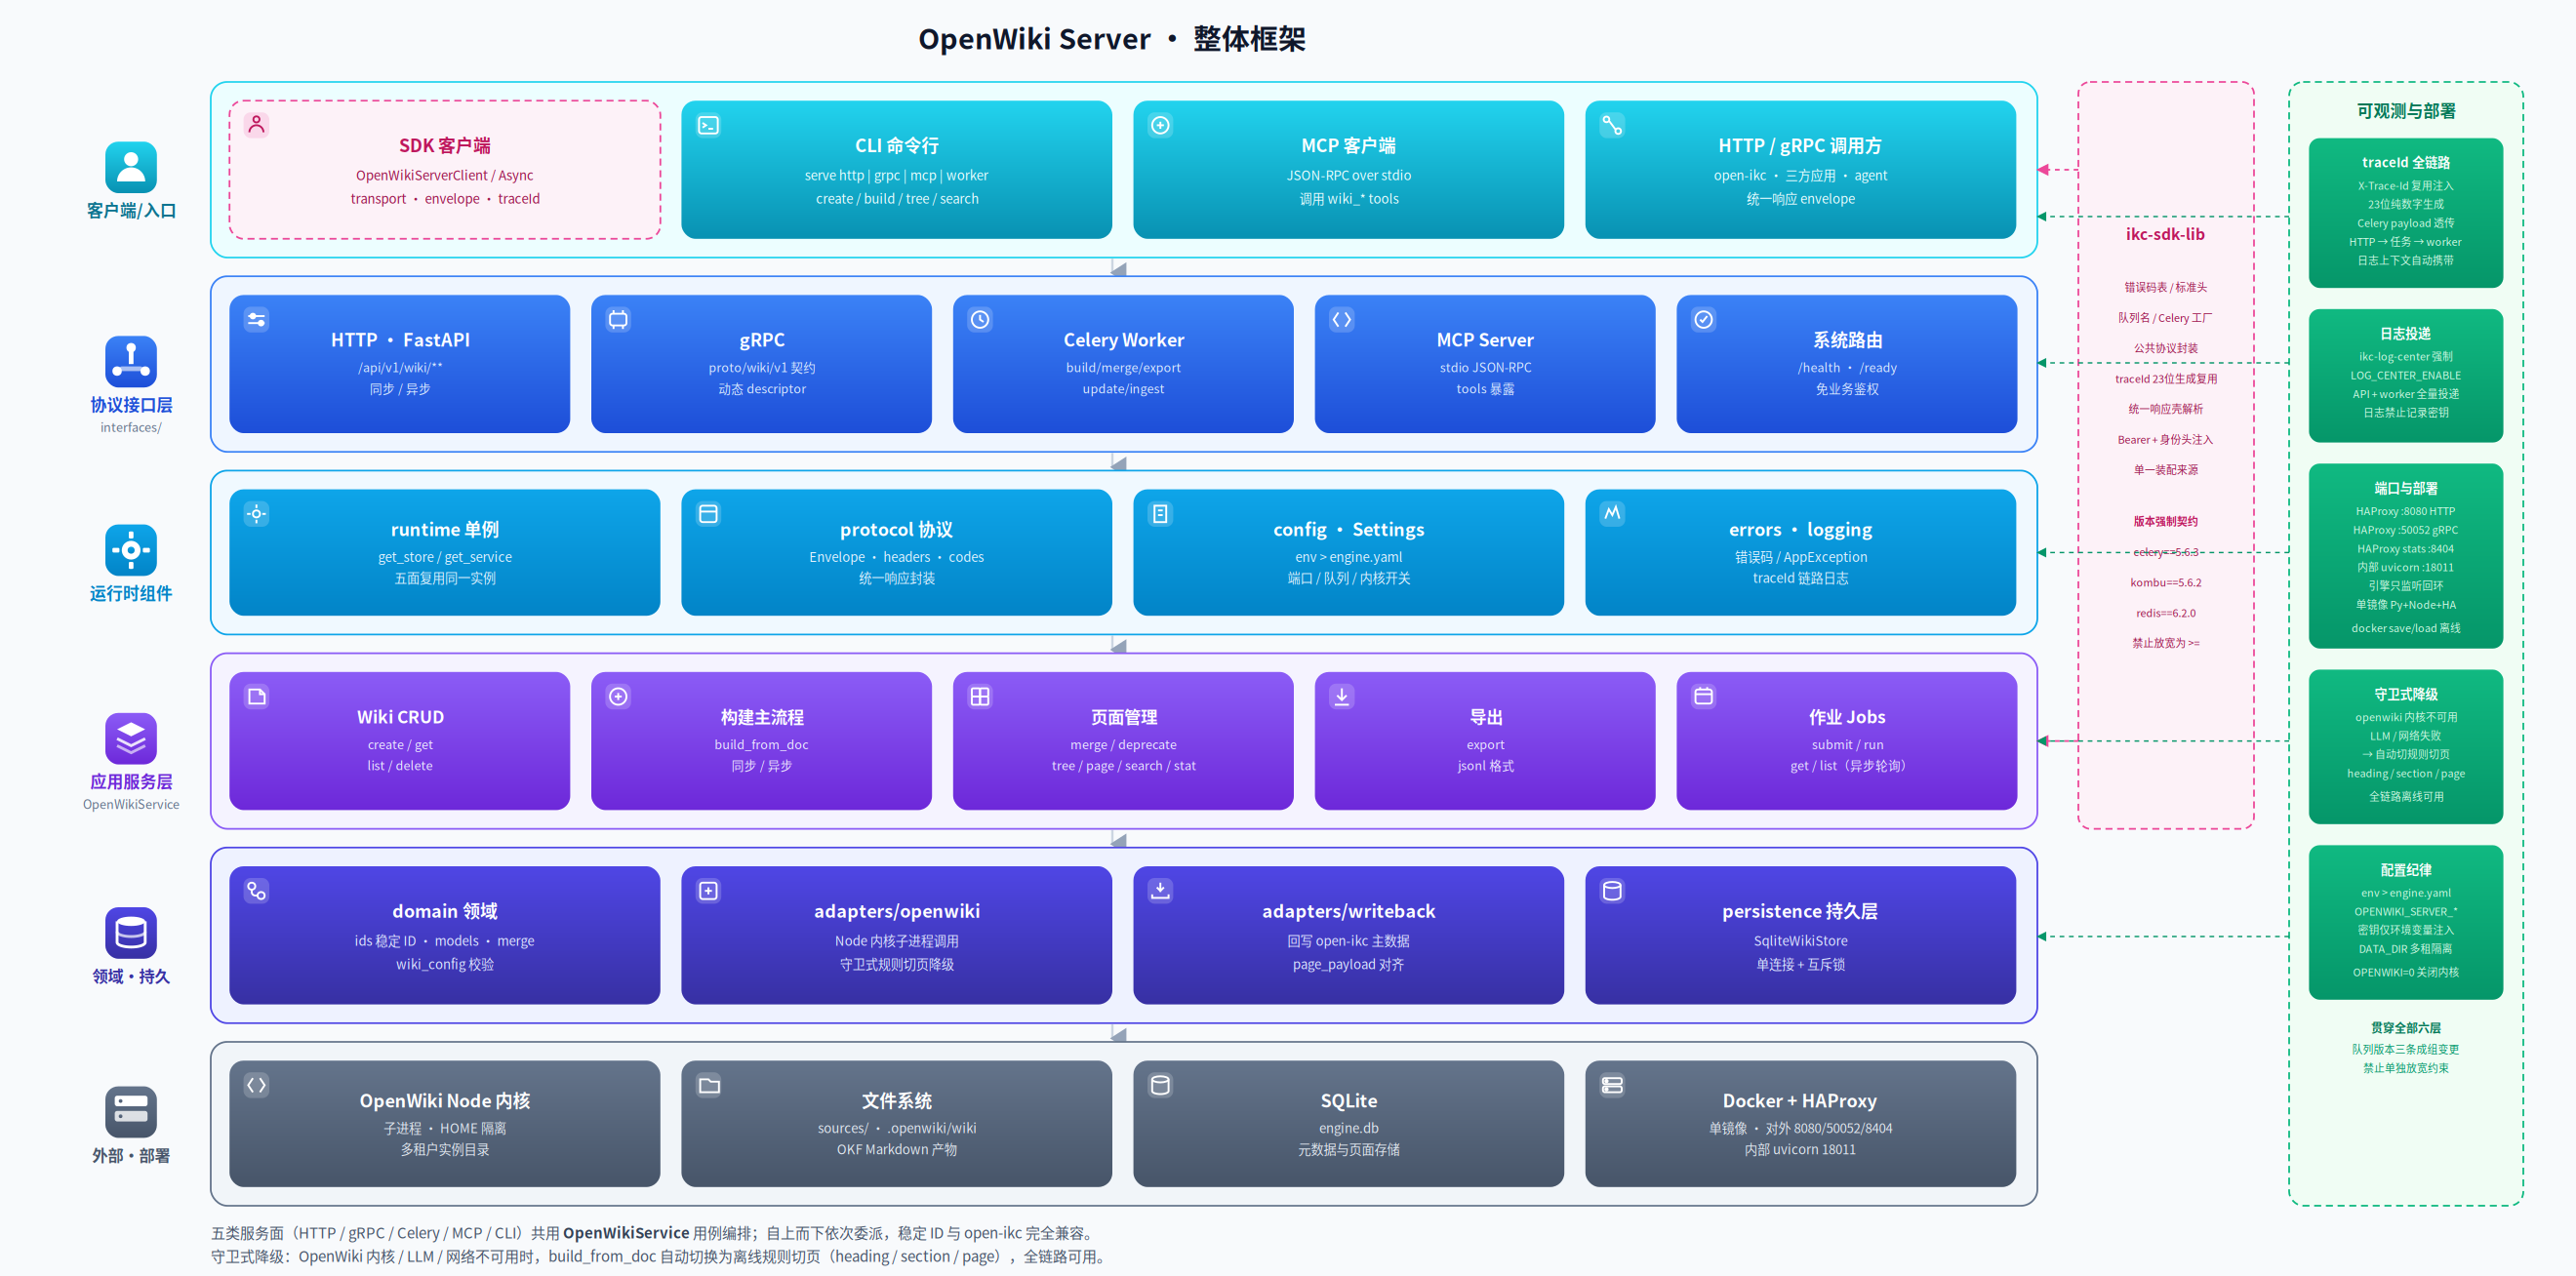 OpenWiki Server · 整体框架
客户端/入口
SDK 客户端
OpenWikiServerClient / Async
transport · envelope · traceId
CLI 命令行
serve http | grpc | mcp | worker
create / build / tree / search
MCP 客户端
JSON-RPC over stdio
调用 wiki_* tools
HTTP / gRPC 调用方
open-ikc · 三方应用 · agent
统一响应 envelope
协议接口层
interfaces/
HTTP · FastAPI
/api/v1/wiki/**
同步 / 异步
gRPC
proto/wiki/v1 契约
动态 descriptor
Celery Worker
build/merge/export
update/ingest
MCP Server
stdio JSON-RPC
tools 暴露
系统路由
/health · /ready
免业务鉴权
运行时组件
runtime 单例
get_store / get_service
五面复用同一实例
protocol 协议
Envelope · headers · codes
统一响应封装
config · Settings
env > engine.yaml
端口 / 队列 / 内核开关
errors · logging
错误码 / AppException
traceId 链路日志
应用服务层
OpenWikiService
Wiki CRUD
create / get
list / delete
构建主流程
build_from_doc
同步 / 异步
页面管理
merge / deprecate
tree / page / search / stat
导出
export
jsonl 格式
作业 Jobs
submit / run
get / list（异步轮询）
领域·持久
domain 领域
ids 稳定 ID · models · merge
wiki_config 校验
adapters/openwiki
Node 内核子进程调用
守卫式规则切页降级
adapters/writeback
回写 open-ikc 主数据
page_payload 对齐
persistence 持久层
SqliteWikiStore
单连接 + 互斥锁
外部·部署
OpenWiki Node 内核
子进程 · HOME 隔离
多租户实例目录
文件系统
sources/ · .openwiki/wiki
OKF Markdown 产物
SQLite
engine.db
元数据与页面存储
Docker + HAProxy
单镜像 · 对外 8080/50052/8404
内部 uvicorn 18011
ikc-sdk-lib
错误码表 / 标准头
队列名 / Celery 工厂
公共协议封装
traceId 23位生成复用
统一响应壳解析
Bearer + 身份头注入
单一装配来源
版本强制契约
celery==5.6.3
kombu==5.6.2
redis==6.2.0
禁止放宽为 >=
可观测与部署
traceId 全链路
X-Trace-Id 复用注入
23位纯数字生成
Celery payload 透传
HTTP → 任务 → worker
日志上下文自动携带
日志投递
ikc-log-center 强制
LOG_CENTER_ENABLE
API + worker 全量投递
日志禁止记录密钥
端口与部署
HAProxy :8080 HTTP
HAProxy :50052 gRPC
HAProxy stats :8404
内部 uvicorn :18011
引擎只监听回环
单镜像 Py+Node+HA
docker save/load 离线
守卫式降级
openwiki 内核不可用
LLM / 网络失败
→ 自动切规则切页
heading / section / page
全链路离线可用
配置纪律
env > engine.yaml
OPENWIKI_SERVER_*
密钥仅环境变量注入
DATA_DIR 多租隔离
OPENWIKI=0 关闭内核
贯穿全部六层
队列版本三条成组变更
禁止单独放宽约束
五类服务面（HTTP / gRPC / Celery / MCP / CLI）共用 OpenWikiService 用例编排；自上而下依次委派，稳定 ID 与 open-ikc 完全兼容。
守卫式降级：OpenWiki 内核 / LLM / 网络不可用时，build_from_doc 自动切换为离线规则切页（heading / section / page），全链路可用。